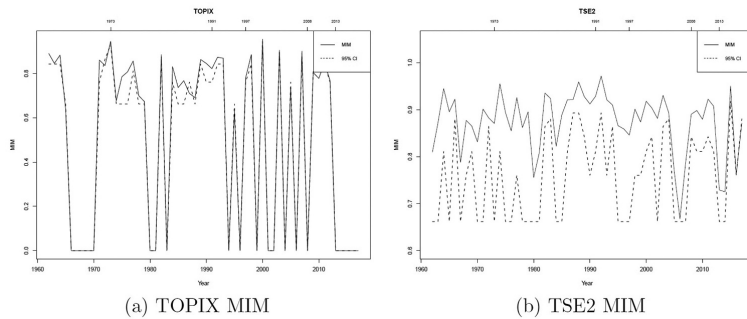 TOPIX
1973 1991 1997 2008 2013
MIM
95% CI
0.8
0.6
0.4
0.2
0.0
MIM
1960 1970 1980 1990 2000 2010
Year
(a) TOPIX MIM
TSE2
1973 1991 1997 2008 2013
MIM
95% CI
1.0
0.9
0.8
0.7
0.6
MIM
1960 1970 1980 1990 2000 2010
Year
(b) TSE2 MIM